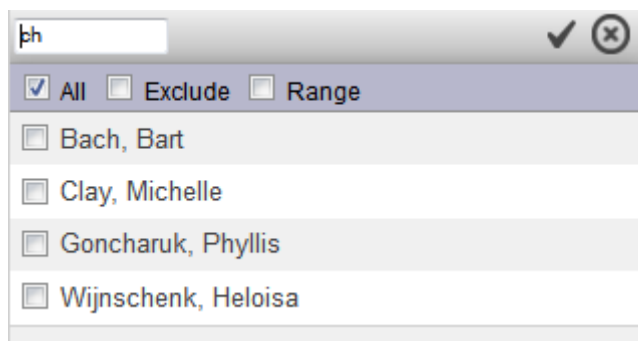 ch
All Exclude Range
Bach, Bart
Clay, Michelle
Goncharuk, Phyllis
Wijnschenk, Heloisa